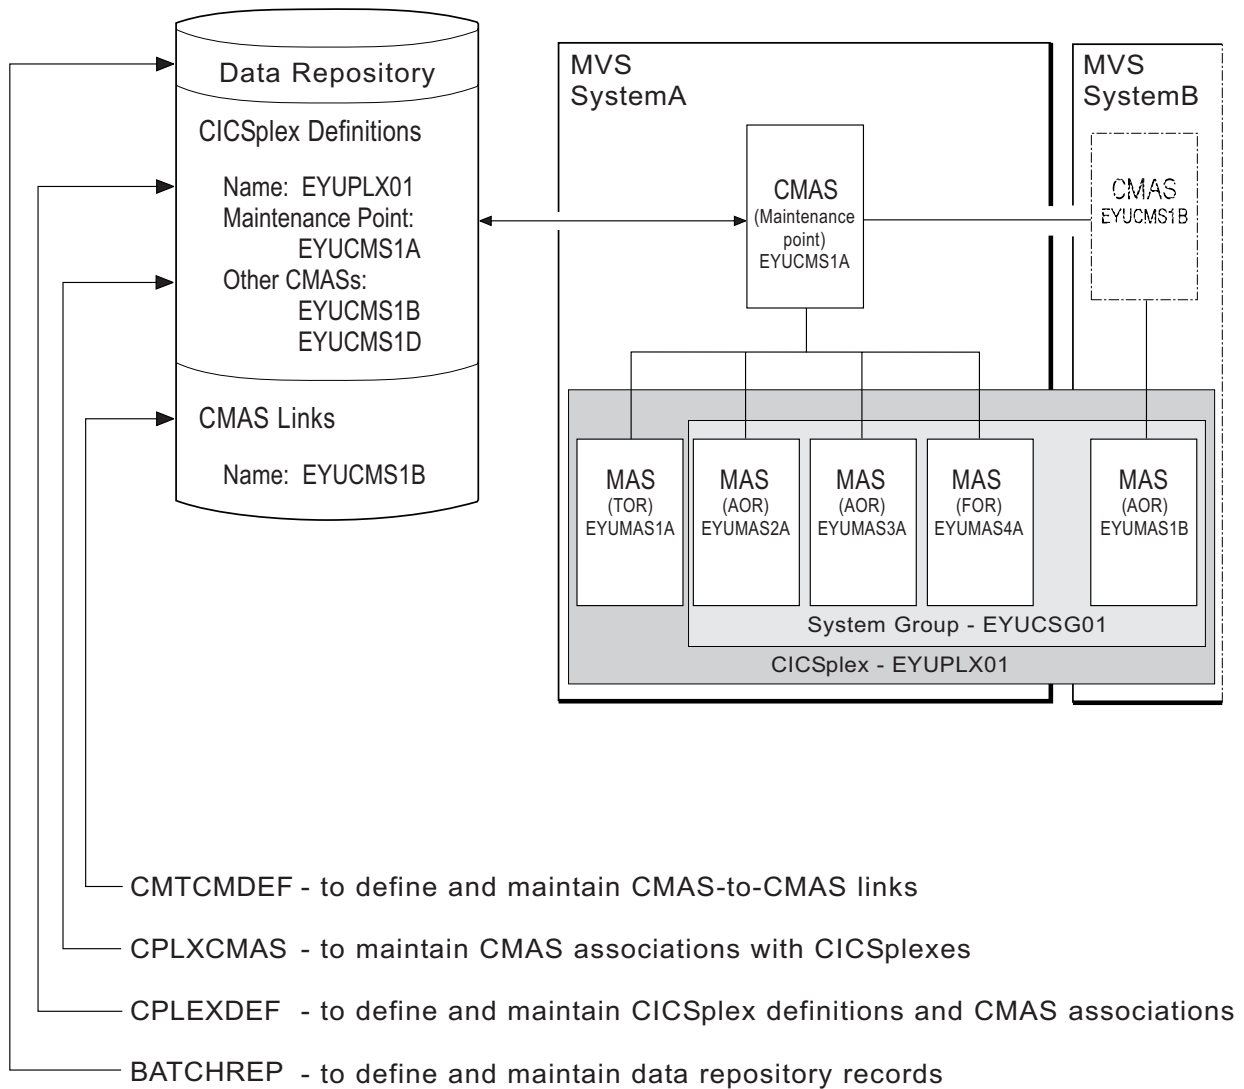 Data Repository
CICSplex Definitions
Name: EYUPLX01
Maintenance Point:
EYUCMS1A
Other CMASs:
EYUCMS1B
EYUCMS1D
CMAS Links
Name: EYUCMS1B
MVS
SystemA
CMAS
(Maintenance
point)
EYUCMS1A
MVS
SystemB
CMAS
EYUCMS1B
MAS
(TOR)
EYUMAS1A
MAS
(AOR)
EYUMAS2A
MAS
(AOR)
EYUMAS3A
MAS
(FOR)
EYUMAS4A
MAS
(AOR)
EYUMAS1B
System Group - EYUCSG01
CICSplex - EYUPLX01
CMTCMDEF - to define and maintain CMAS-to-CMAS links
CPLXCMAS - to maintain CMAS associations with CICSplexes
CPLEXDEF - to define and maintain CICSplex definitions and CMAS associations
BATCHREP - to define and maintain data repository records